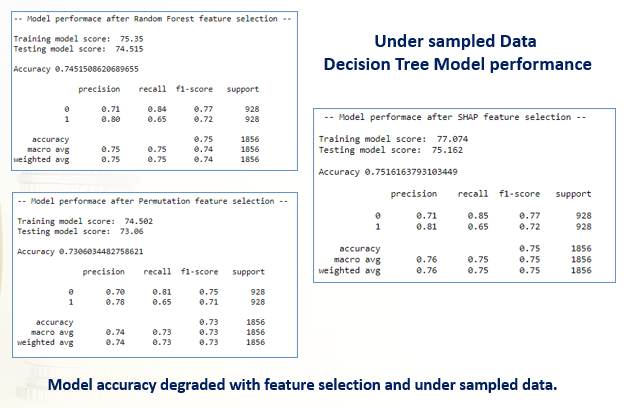 -- Model performace after Random Forest feature selection --
Training model score: 75.35
Testing model score: 74.515
Accuracy 0.7451508620689655
precision recall f1-score support
0 0.71 0.84 0.77 928
1 0.80 0.65 0.72 928
accuracy 0.75 1856
macro avg 0.75 0.75 0.74 1856
weighted avg 0.75 0.75 0.74 1856
Under sampled Data
Decision Tree Model performance
-- Model performace after SHAP feature selection --
Training model score: 77.074
Testing model score: 75.162
Accuracy 0.7516163793103449
precision recall f1-score support
0 0.71 0.85 0.77 928
1 0.81 0.65 0.72 928
accuracy 0.75 1856
macro avg 0.76 0.75 0.75 1856
weighted avg 0.76 0.75 0.75 1856
-- Model performace after Permutation feature selection --
Training model score: 74.502
Testing model score: 73.06
Accuracy 0.7306034482758621
precision recall f1-score support
0 0.70 0.81 0.75 928
1 0.78 0.65 0.71 928
accuracy 0.73 1856
macro avg 0.74 0.73 0.73 1856
weighted avg 0.74 0.73 0.73 1856
Model accuracy degraded with feature selection and under sampled data.